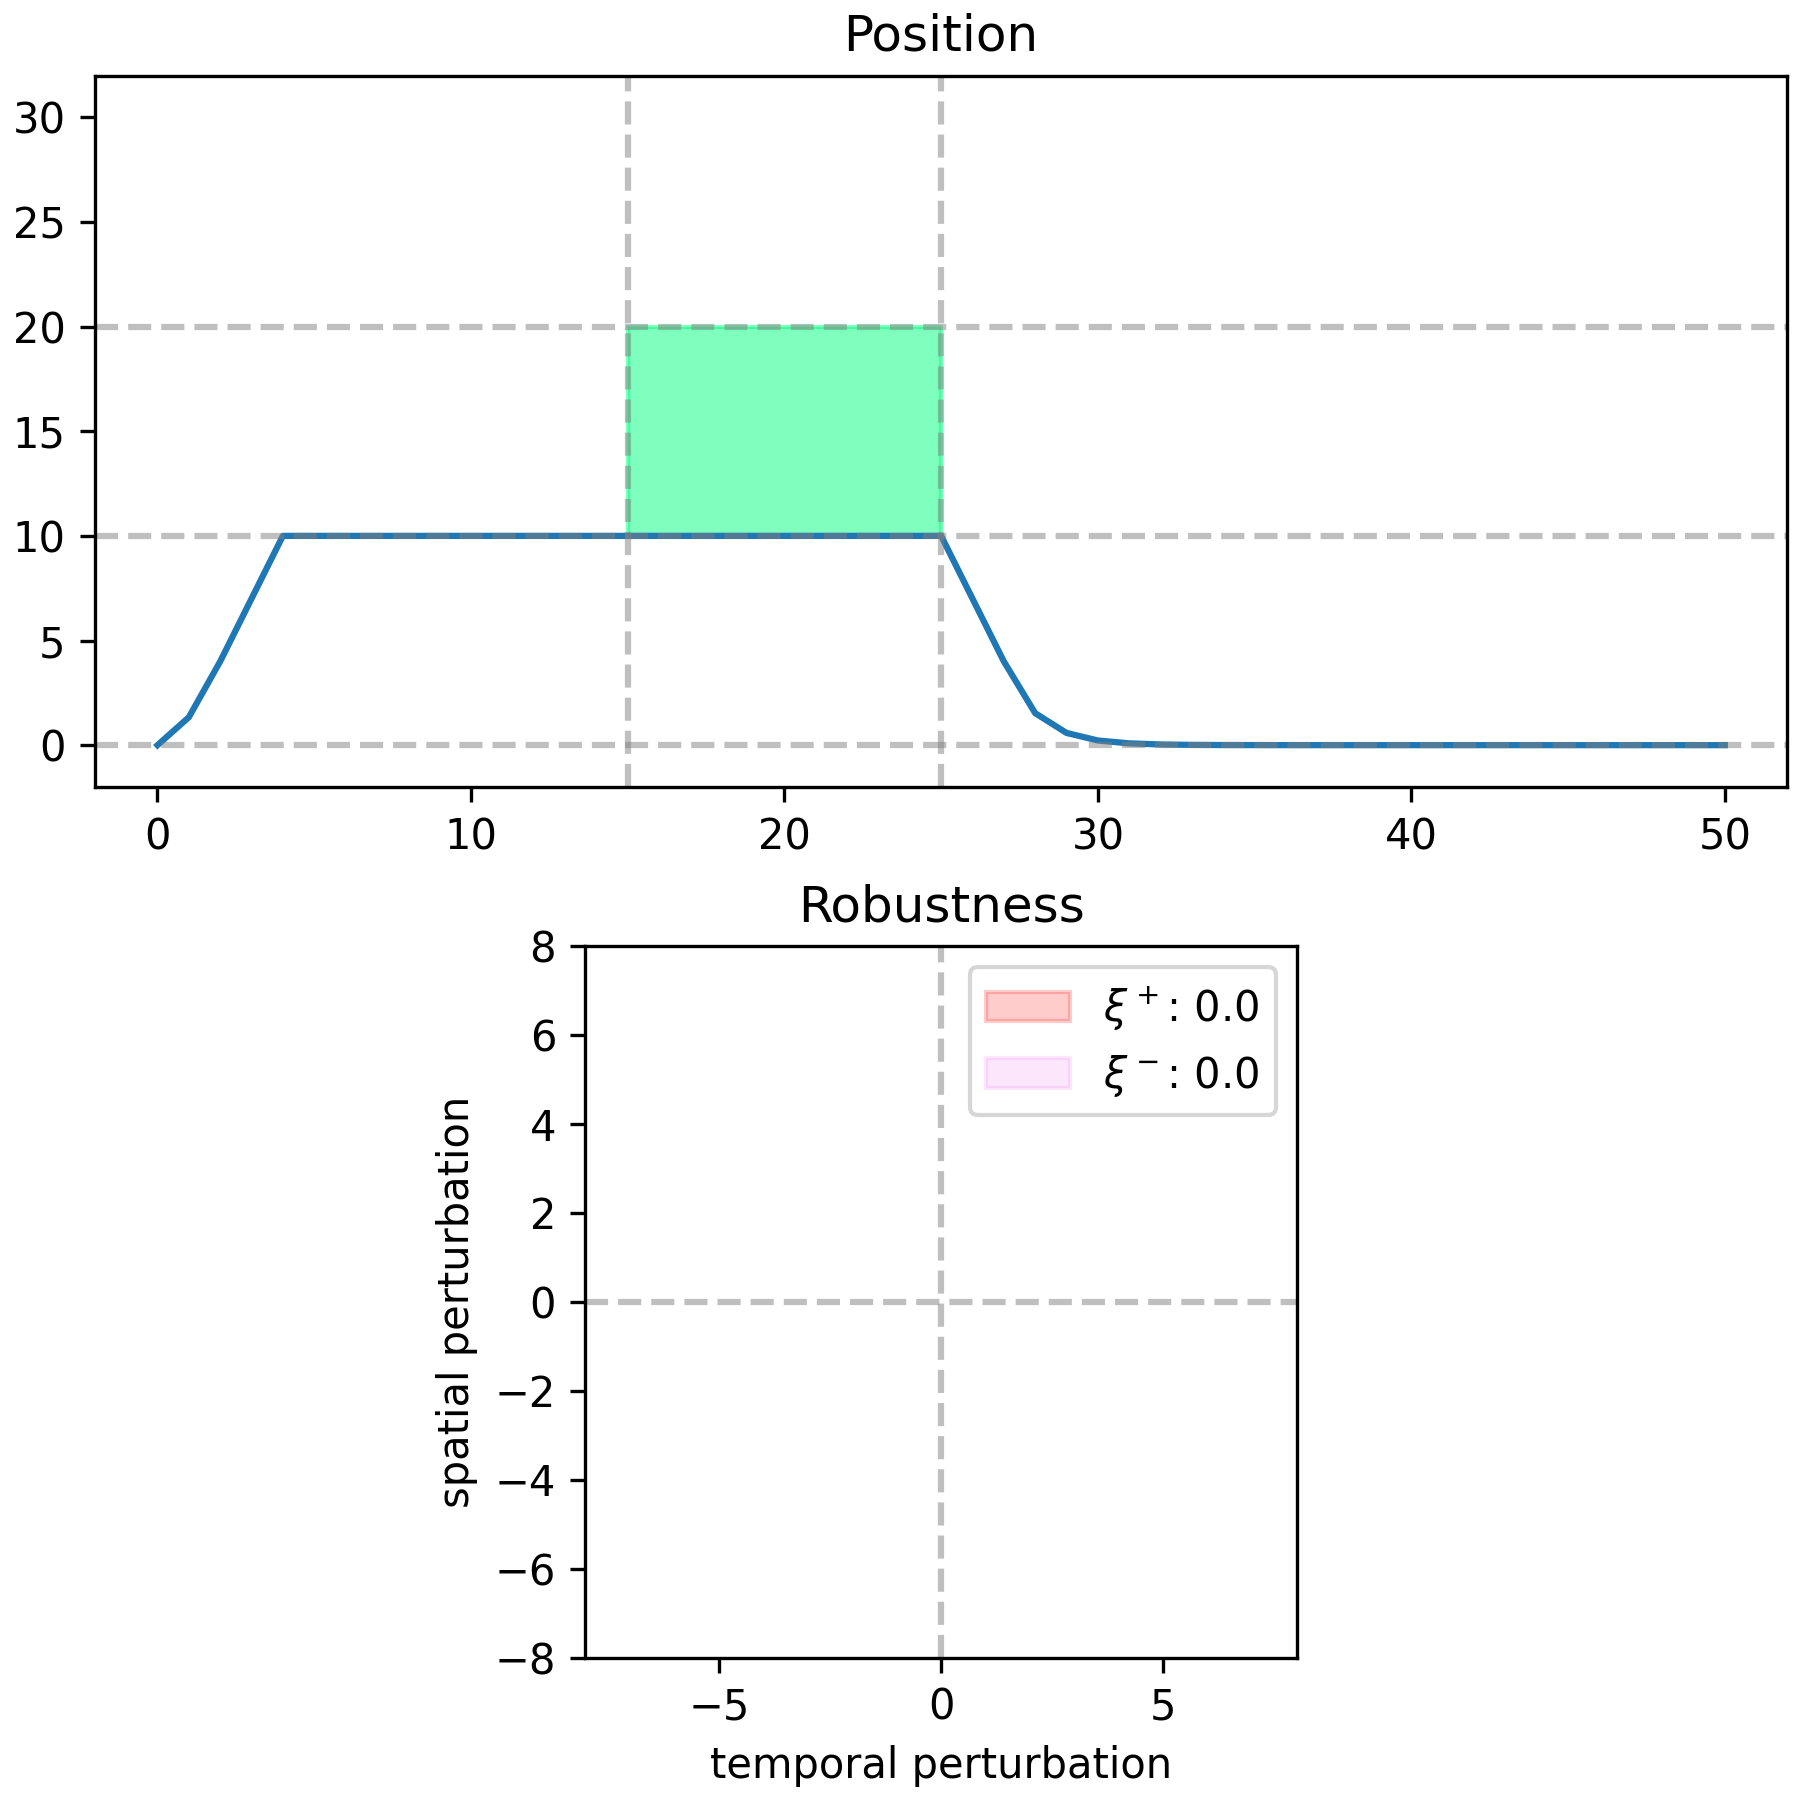 Position
30
25
20
15
10
5
0
0 10 20 30 40 50
Robustness
8
6
4
2
0
−2
−4
−6
−8
spatial perturbation
ξ⁺: 0.0
ξ⁻: 0.0
−5 0 5
temporal perturbation